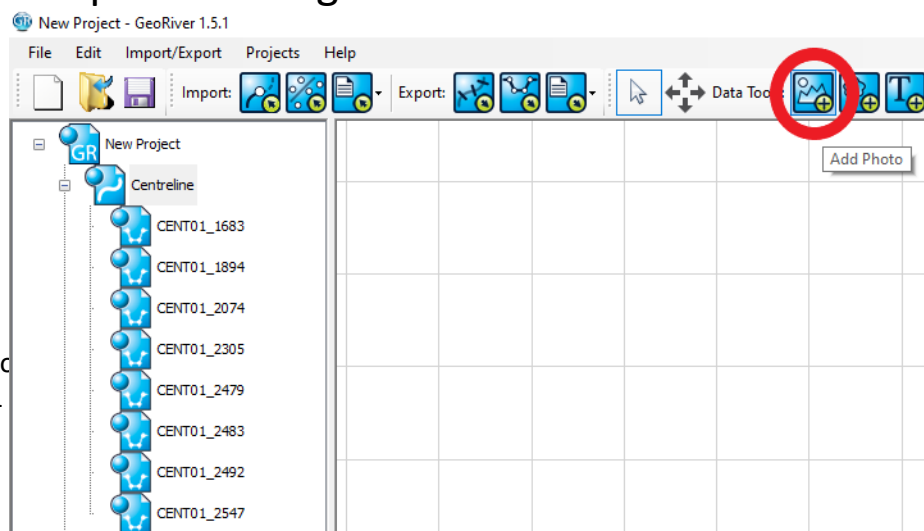 New Project - GeoRiver 1.5.1
File Edit Import/Export Projects Help
Import: Export: Data Too
Add Photo
GR New Project
Centreline
CENT01_1683
CENT01_1894
CENT01_2074
CENT01_2305
CENT01_2479
CENT01_2483
CENT01_2492
CENT01_2547